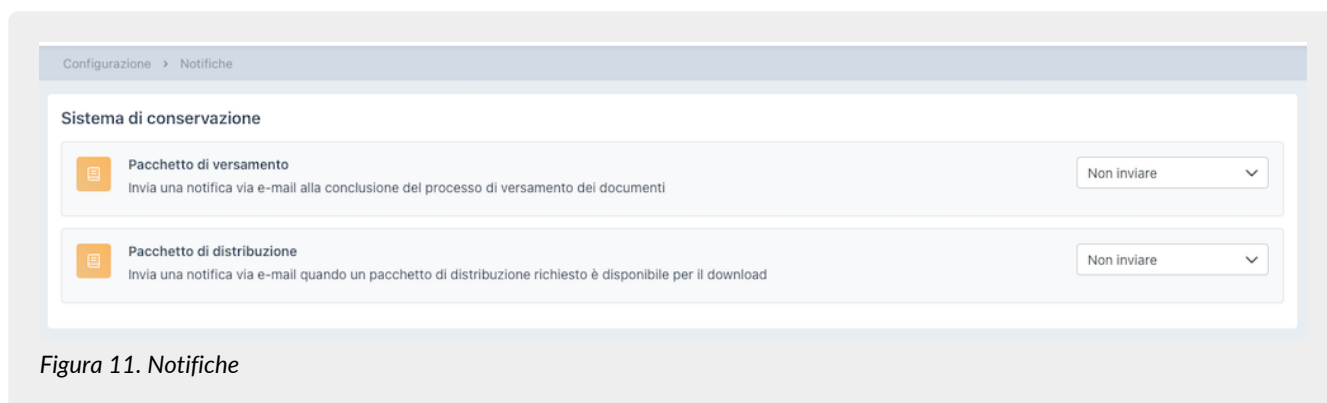 Configurazione > Notifiche
Sistema di conservazione
Pacchetto di versamento
Invia una notifica via e-mail alla conclusione del processo di versamento dei documenti
Non inviare
Pacchetto di distribuzione
Invia una notifica via e-mail quando un pacchetto di distribuzione richiesto è disponibile per il download
Non inviare
Figura 11. Notifiche